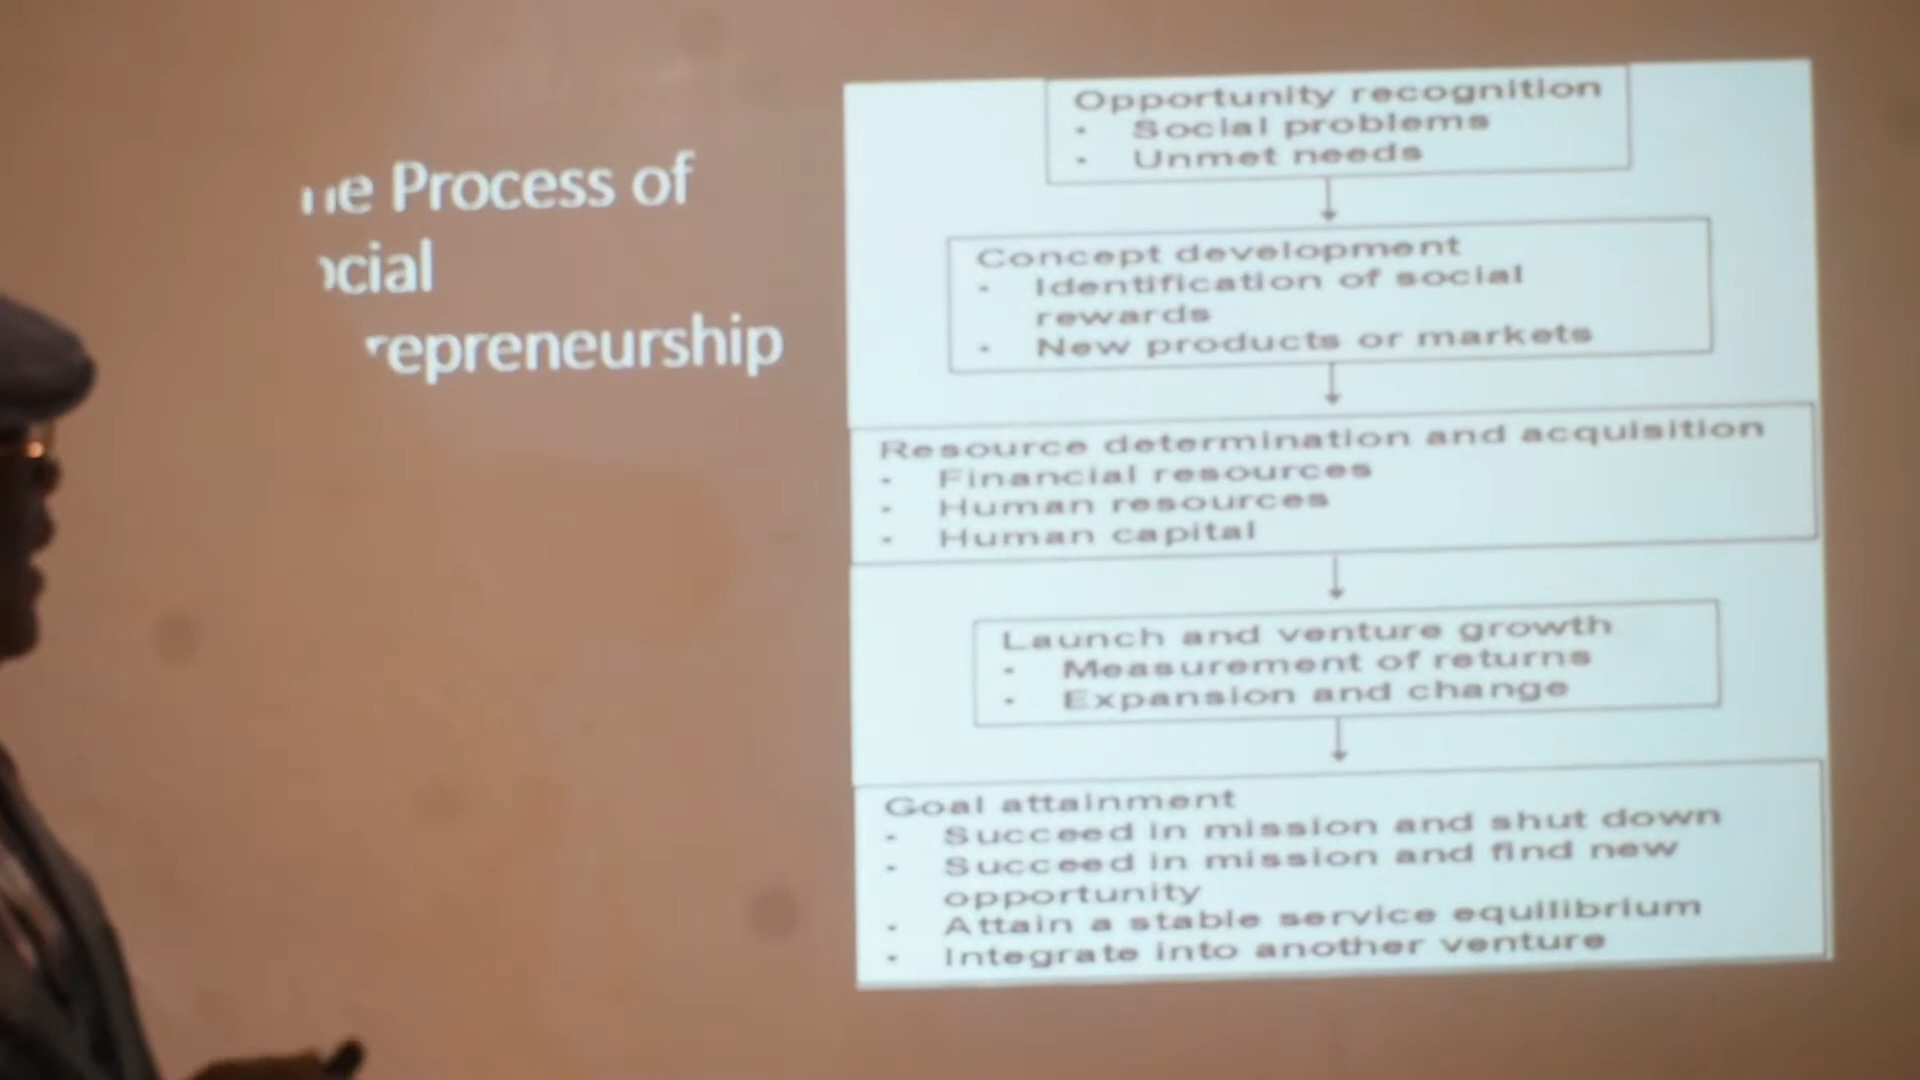 he Process of
ocial
repreneurship
Opportunity recognition
- Social problems
- Unmet needs
Concept development
- Identification of social
rewards
- New products or markets
Resource determination and acquisition
- Financial resources
- Human resources
- Human capital
Launch and venture growth
- Measurement of returns
- Expansion and change
Goal attainment
- Succeed in mission and shut down
- Succeed in mission and find new
opportunity
- Attain a stable service equilibrium
- Integrate into another venture